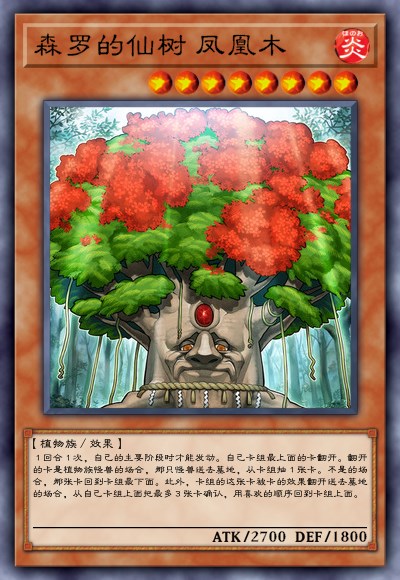 森罗的仙树 凤凰木
ほのお
炎
【植物族／效果】
1回合1次，自己的主要阶段时才能发动。自己卡组最上面的卡翻开。翻开
的卡是植物族怪兽的场合，那只怪兽送去墓地，从卡组抽1张卡。不是的场
合，那张卡回到卡组最下面。此外，卡组的这张卡被卡的效果翻开送去墓地
的场合，从自己卡组上面把最多3张卡确认，用喜欢的顺序回到卡组上面。
ATK/2700 DEF/1800